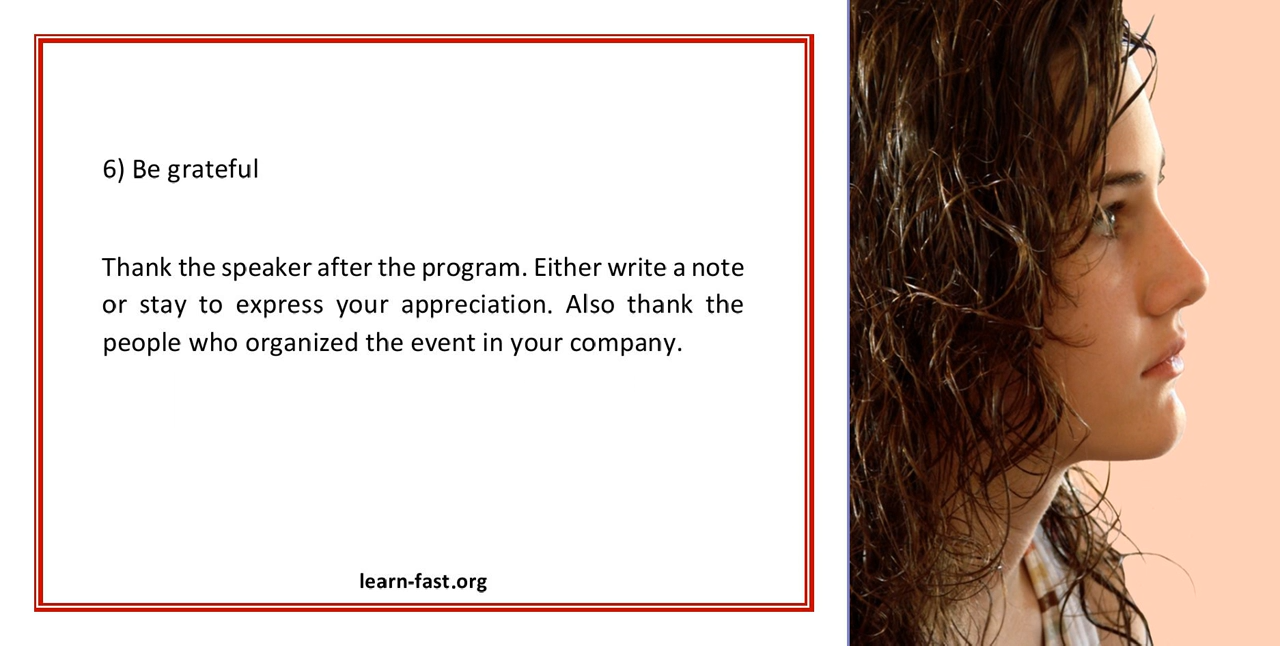 6) Be grateful
Thank the speaker after the program. Either write a note
or stay to express your appreciation. Also thank the
people who organized the event in your company.
learn-fast.org